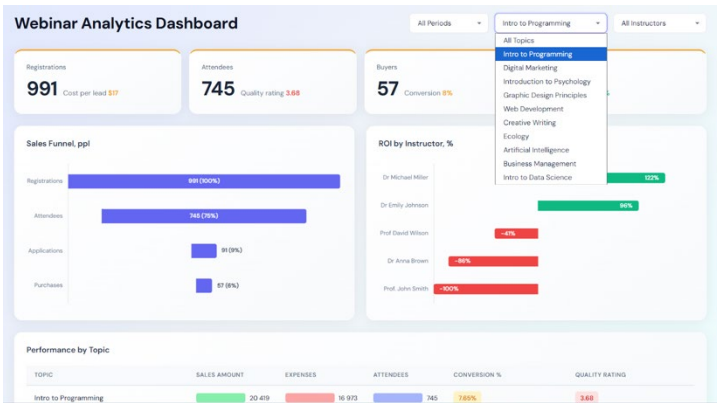 Webinar Analytics Dashboard
All Periods
Intro to Programming
All Instructors
All Topics
Intro to Programming
Digital Marketing
Introduction to Psychology
Graphic Design Principles
Web Development
Creative Writing
Ecology
Artificial Intelligence
Business Management
Intro to Data Science
Registrations
991 Cost per lead $17
Attendees
745 Quality rating 3.68
Buyers
57 Conversion 8%
Sales Funnel, ppl
Registrations 991 (100%)
Attendees 745 (75%)
Applications 91 (9%)
Purchases 57 (6%)
ROI by Instructor, %
Dr Michael Miller 122%
Dr Emily Johnson 96%
Prof David Wilson -41%
Dr Anna Brown -86%
Prof. John Smith -100%
Performance by Topic
TOPIC SALES AMOUNT EXPENSES ATTENDEES CONVERSION % QUALITY RATING
Intro to Programming 20 419 16 973 745 7.65% 3.68